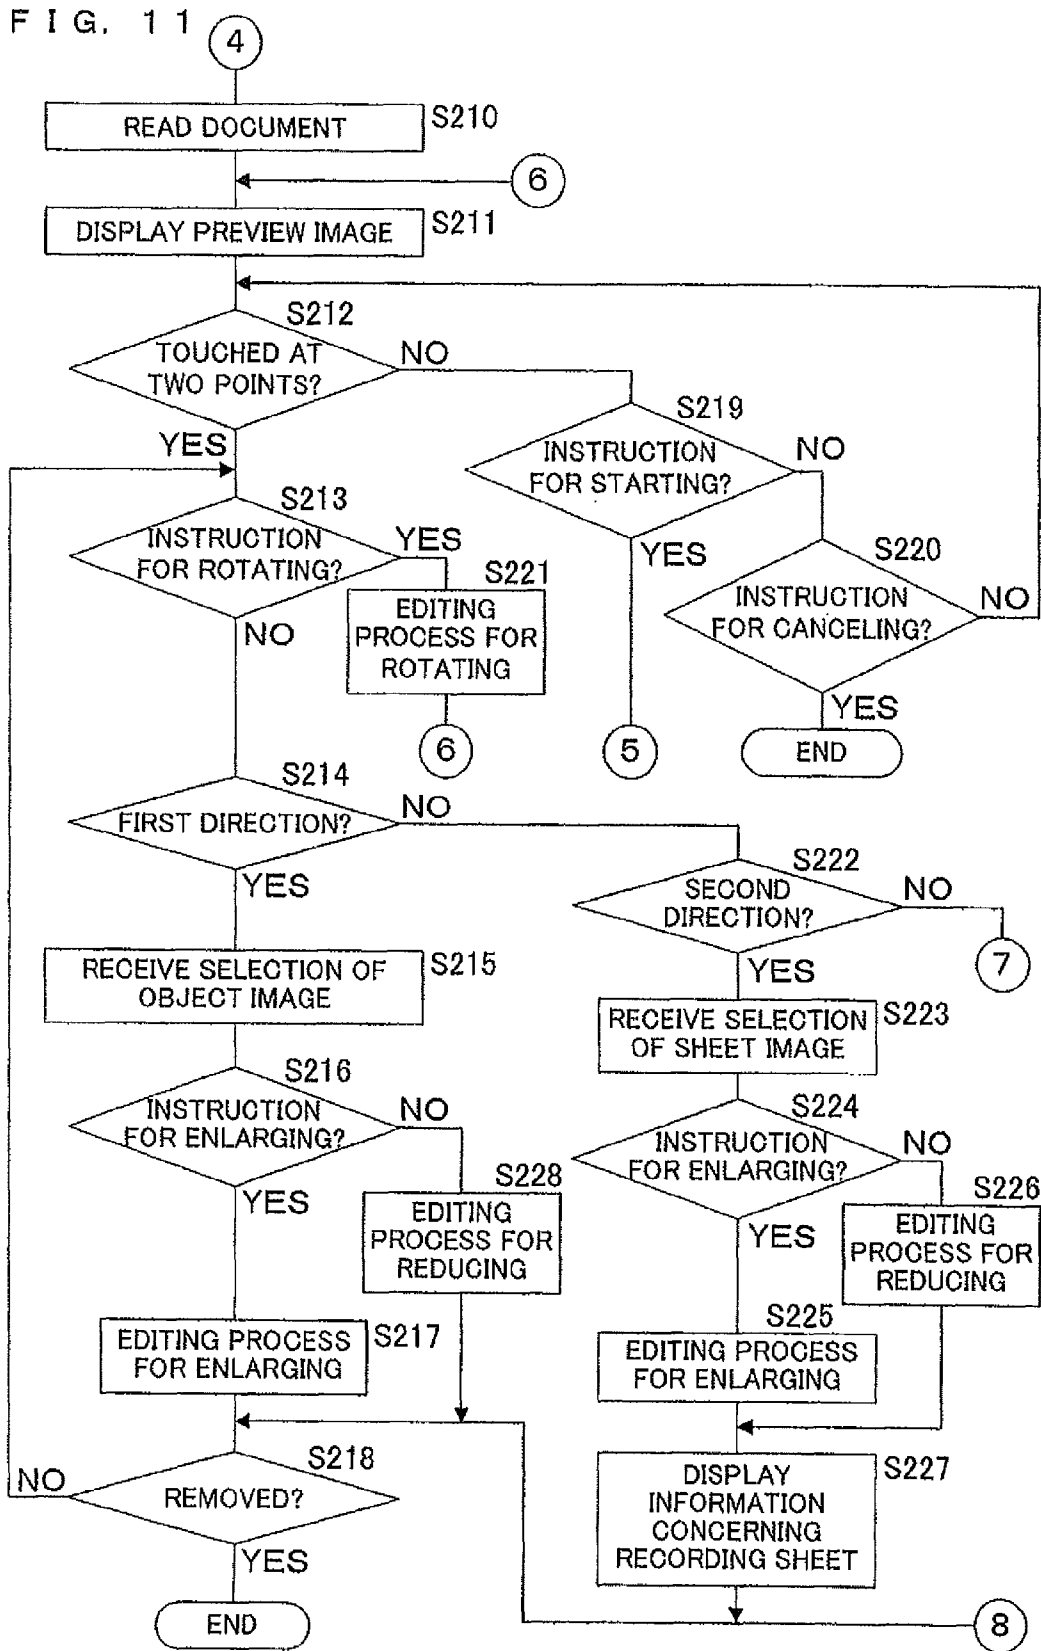 FIG. 11
4
READ DOCUMENT
S210
6
DISPLAY PREVIEW IMAGE
S211
S212
TOUCHED AT
TWO POINTS?
NO
YES
S219
INSTRUCTION
FOR STARTING?
NO
YES
S213
INSTRUCTION
FOR ROTATING?
YES
NO
S221
EDITING
PROCESS FOR
ROTATING
6
5
S220
INSTRUCTION
FOR CANCELING?
NO
YES
END
S214
FIRST DIRECTION?
NO
YES
S222
SECOND
DIRECTION?
NO
YES
7
RECEIVE SELECTION OF
OBJECT IMAGE
S215
RECEIVE SELECTION
OF SHEET IMAGE
S223
S216
INSTRUCTION
FOR ENLARGING?
NO
YES
S224
INSTRUCTION
FOR ENLARGING?
NO
YES
S228
EDITING
PROCESS FOR
REDUCING
S226
EDITING
PROCESS FOR
REDUCING
EDITING PROCESS
FOR ENLARGING
S217
S225
EDITING PROCESS
FOR ENLARGING
S218
REMOVED?
NO
YES
END
DISPLAY
INFORMATION
CONCERNING
RECORDING SHEET
S227
8